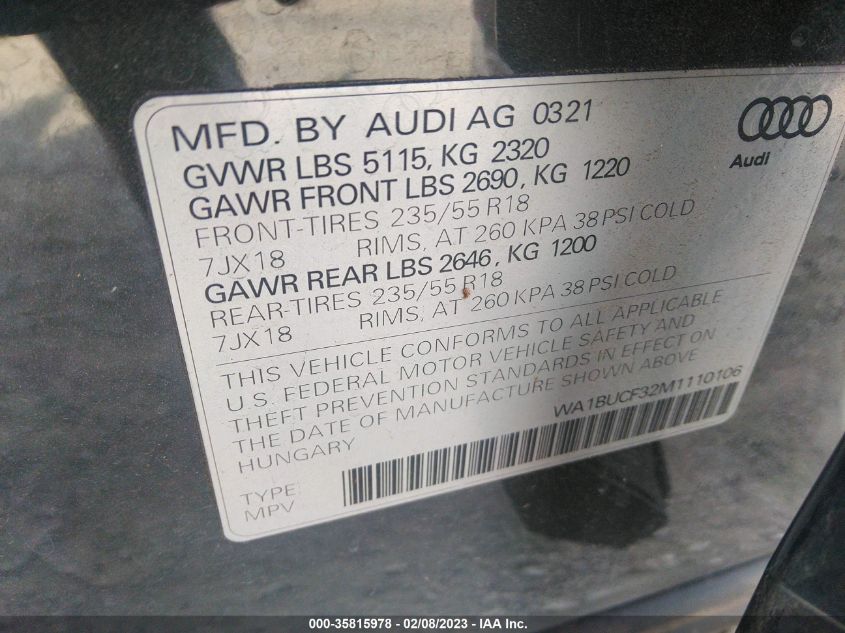 MFD. BY AUDI AG 0321
GVWR LBS 5115, KG 2320
GAWR FRONT LBS 2690, KG 1220
FRONT-TIRES 235/55 R18
7JX18 RIMS, AT 260 KPA 38 PSI COLD
GAWR REAR LBS 2646, KG 1200
REAR-TIRES 235/55 R18
7JX18 RIMS, AT 260 KPA 38 PSI COLD
THIS VEHICLE CONFORMS TO ALL APPLICABLE
U.S. FEDERAL MOTOR VEHICLE SAFETY AND
THEFT PREVENTION STANDARDS IN EFFECT ON
THE DATE OF MANUFACTURE SHOWN ABOVE
HUNGARY
WA1BUCF32M1110106
TYPE
MPV
Audi
000-35815978 - 02/08/2023 - IAA Inc.